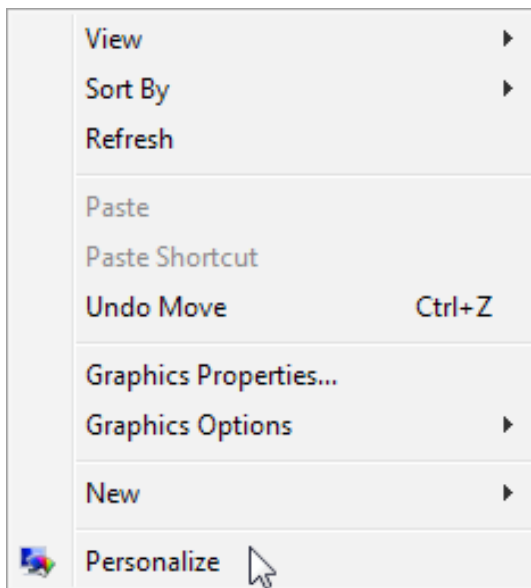 View
Sort By
Refresh
Paste
Paste Shortcut
Undo Move Ctrl+Z
Graphics Properties...
Graphics Options
New
Personalize